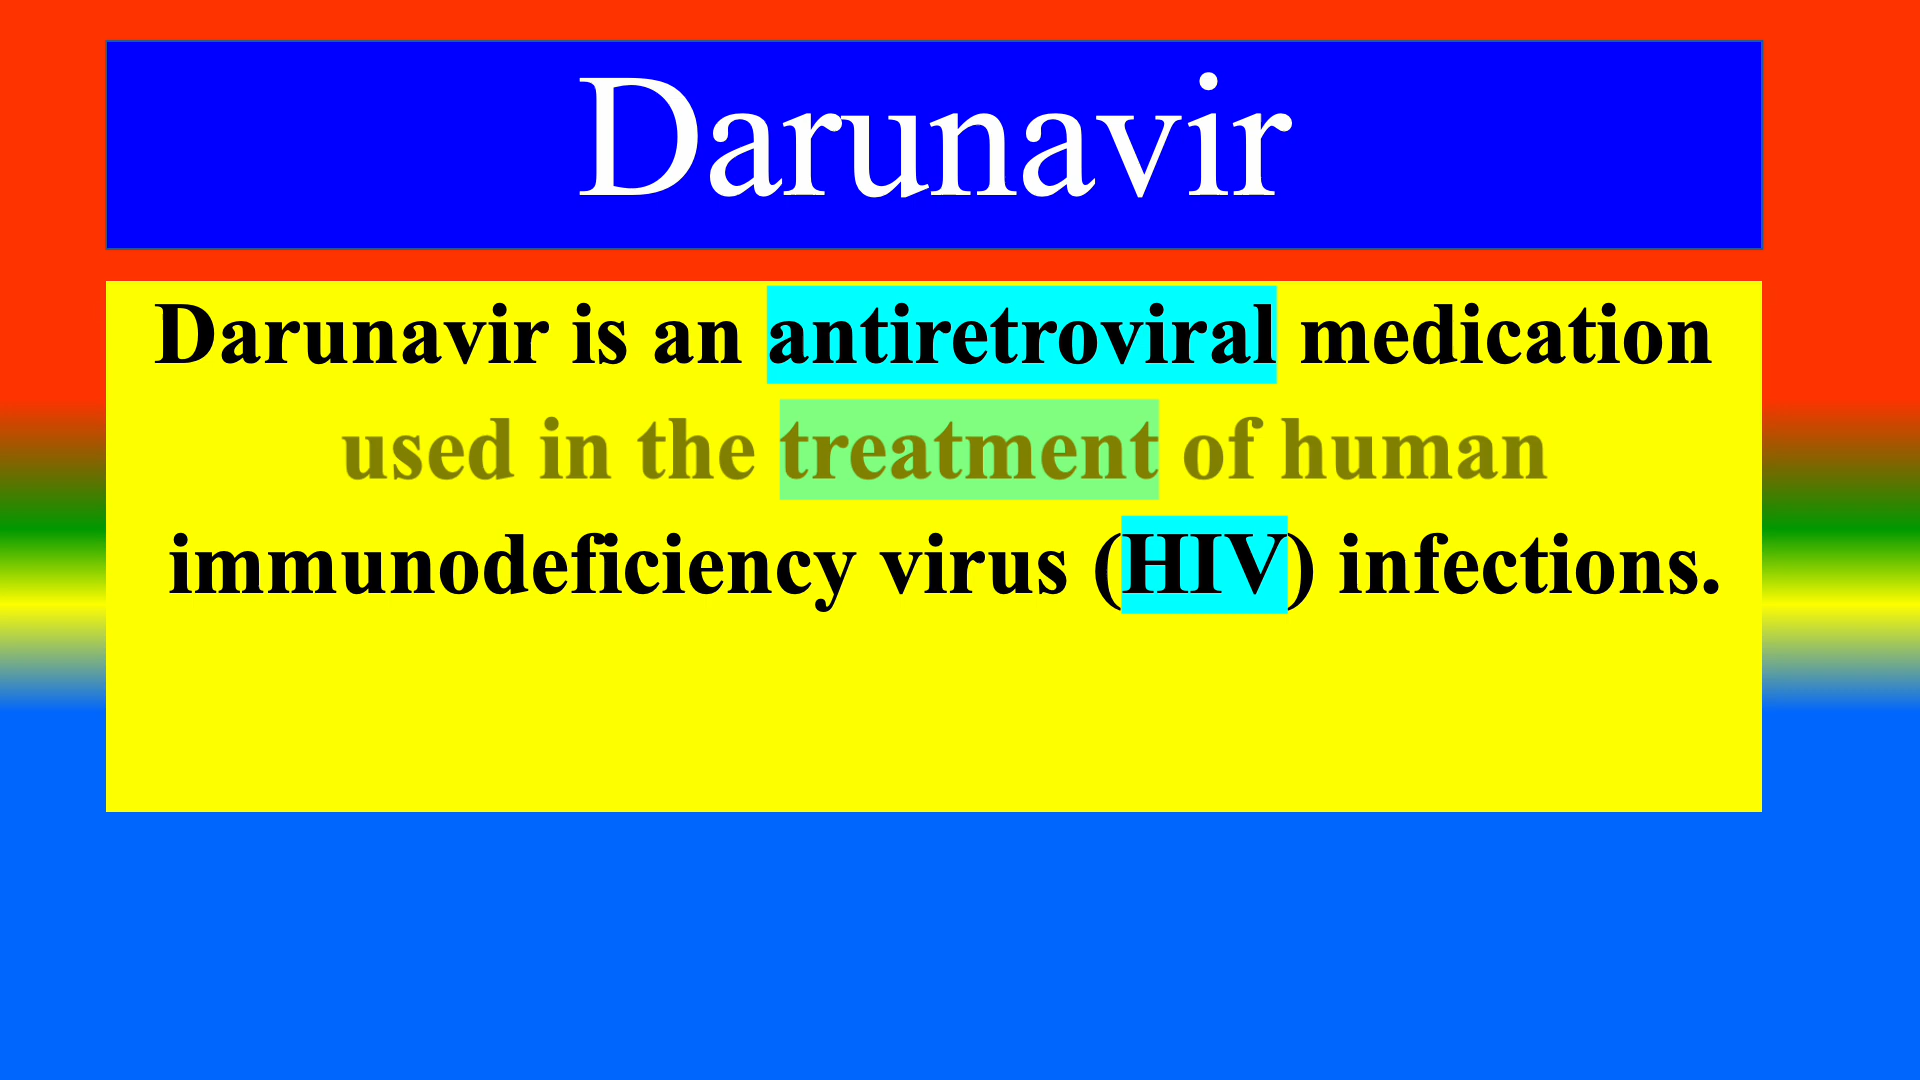 Darunavir
Darunavir is an antiretroviral medication
used in the treatment of human
immunodeficiency virus (HIV) infections.